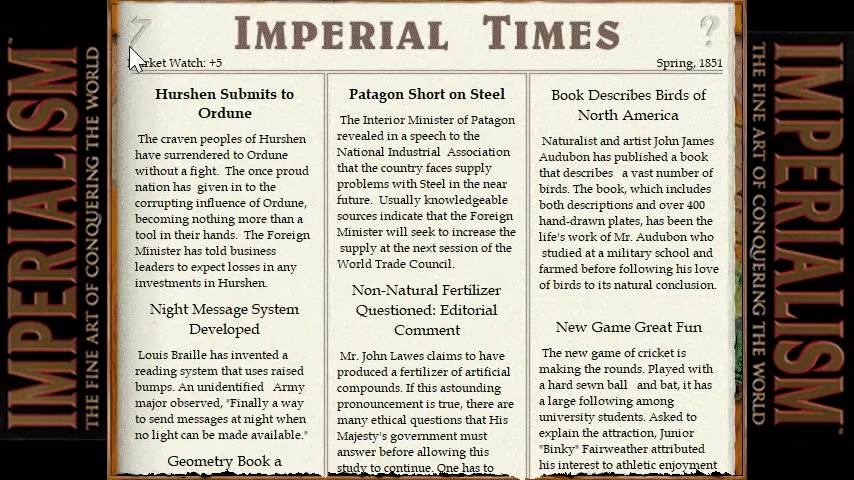 IMPERIALISM
THE FINE ART OF CONQUERING THE WORLD
IMPERIAL TIMES
?
Market Watch: +5
Spring, 1851
Hurshen Submits to
Ordune
The craven peoples of Hurshen
have surrendered to Ordune
without a fight. The once proud
nation has given in to the
corrupting influence of Ordune,
becoming nothing more than a
tool in their hands. The Foreign
Minister has told business
leaders to expect losses in any
investments in Hurshen.
Night Message System
Developed
Louis Braille has invented a
reading system that uses raised
bumps. An unidentified Army
major observed, "Finally a way
to send messages at night when
no light can be made available."
Geometry Book a
Patagon Short on Steel
The Interior Minister of Patagon
revealed in a speech to the
National Industrial Association
that the country faces supply
problems with Steel in the near
future. Usually knowledgeable
sources indicate that the Foreign
Minister will seek to increase the
supply at the next session of the
World Trade Council.
Non-Natural Fertilizer
Questioned: Editorial
Comment
Mr. John Lawes claims to have
produced a fertilizer of artificial
compounds. If this astounding
pronouncement is true, there are
many ethical questions that His
Majesty's government must
answer before allowing this
study to continue. One has to
Book Describes Birds of
North America
Naturalist and artist John James
Audubon has published a book
that describes a vast number of
birds. The book, which includes
both descriptions and over 400
hand-drawn plates, has been the
life's work of Mr. Audubon who
studied at a military school and
farmed before following his love
of birds to its natural conclusion.
New Game Great Fun
The new game of cricket is
making the rounds. Played with
a hard sewn ball and bat, it has
a large following among
university students. Asked to
explain the attraction, Junior
"Binky" Fairweather attributed
his interest to athletic enjoyment
IMPERIALISM
THE FINE ART OF CONQUERING THE WORLD